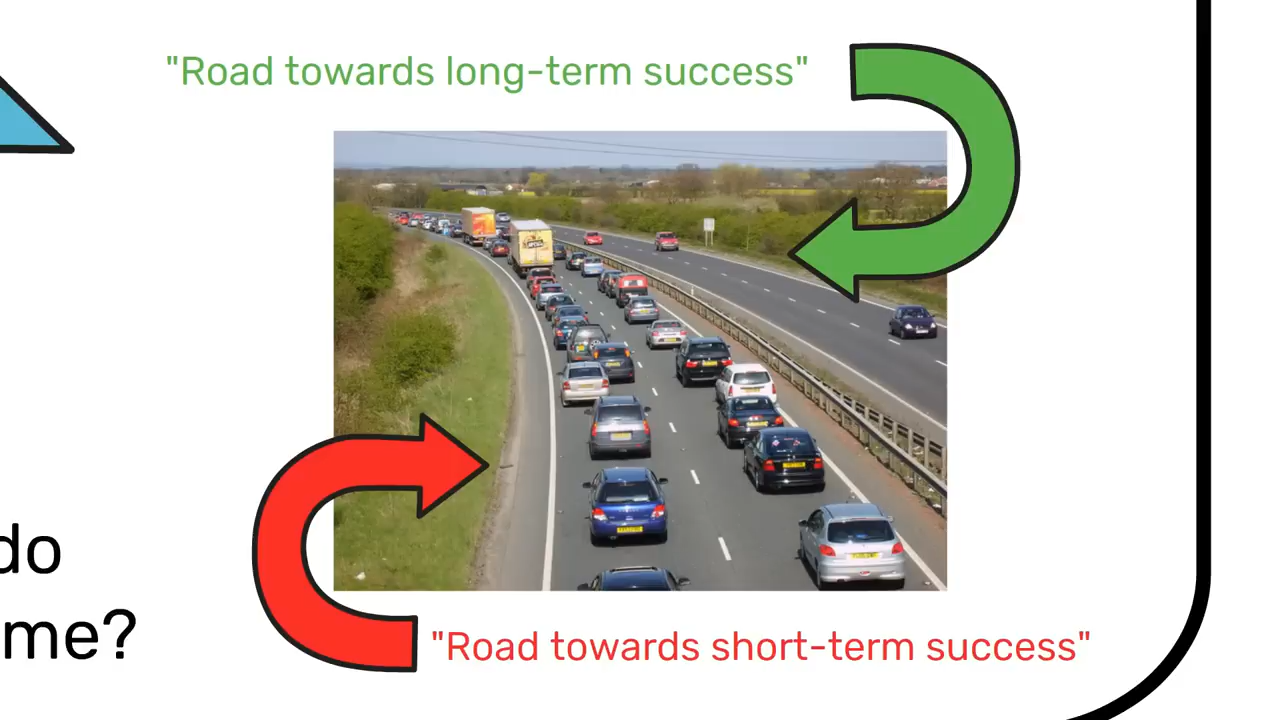 "Road towards long-term success"
do
me?
"Road towards short-term success"